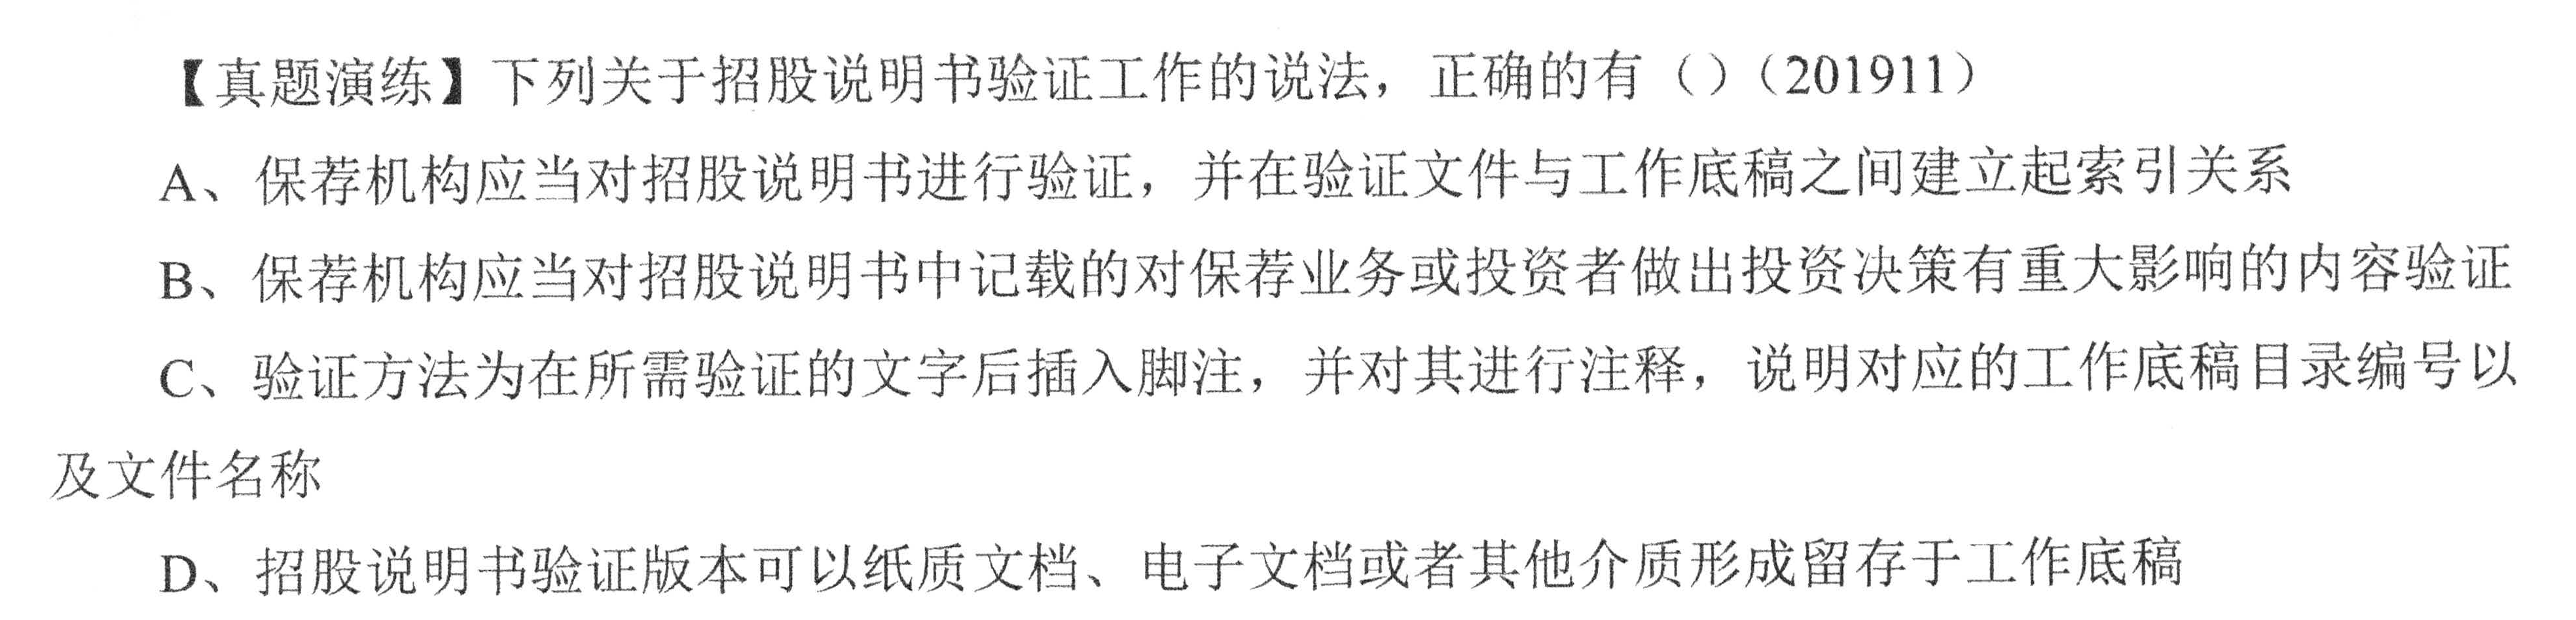 【真题演练】下列关于招股说明书验证工作的说法，正确的有（）（201911）
A、保荐机构应当对招股说明书进行验证，并在验证文件与工作底稿之间建立起索引关系
B、保荐机构应当对招股说明书中记载的对保荐业务或投资者做出投资决策有重大影响的内容验证
C、验证方法为在所需验证的文字后插入脚注，并对其进行注释，说明对应的工作底稿目录编号以
及文件名称
D、招股说明书验证版本可以纸质文档、电子文档或者其他介质形成留存于工作底稿